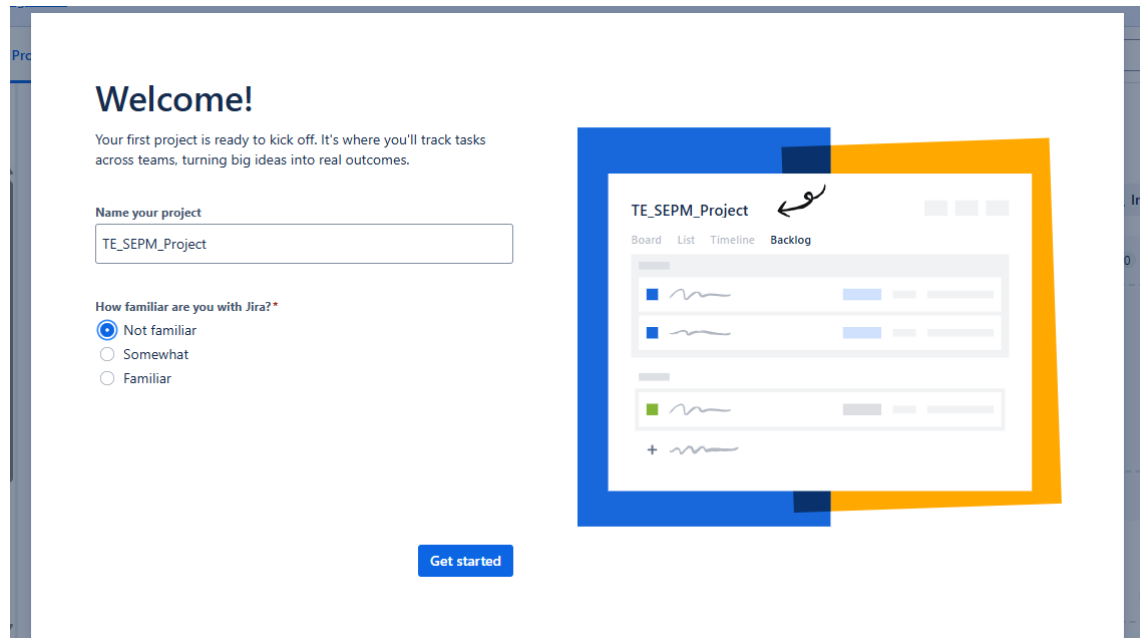 Pro
Welcome!
Your first project is ready to kick off. It's where you'll track tasks
across teams, turning big ideas into real outcomes.
Name your project
TE_SEPM_Project
How familiar are you with Jira?*
Not familiar
Somewhat
Familiar
Get started
TE_SEPM_Project
Board List Timeline Backlog